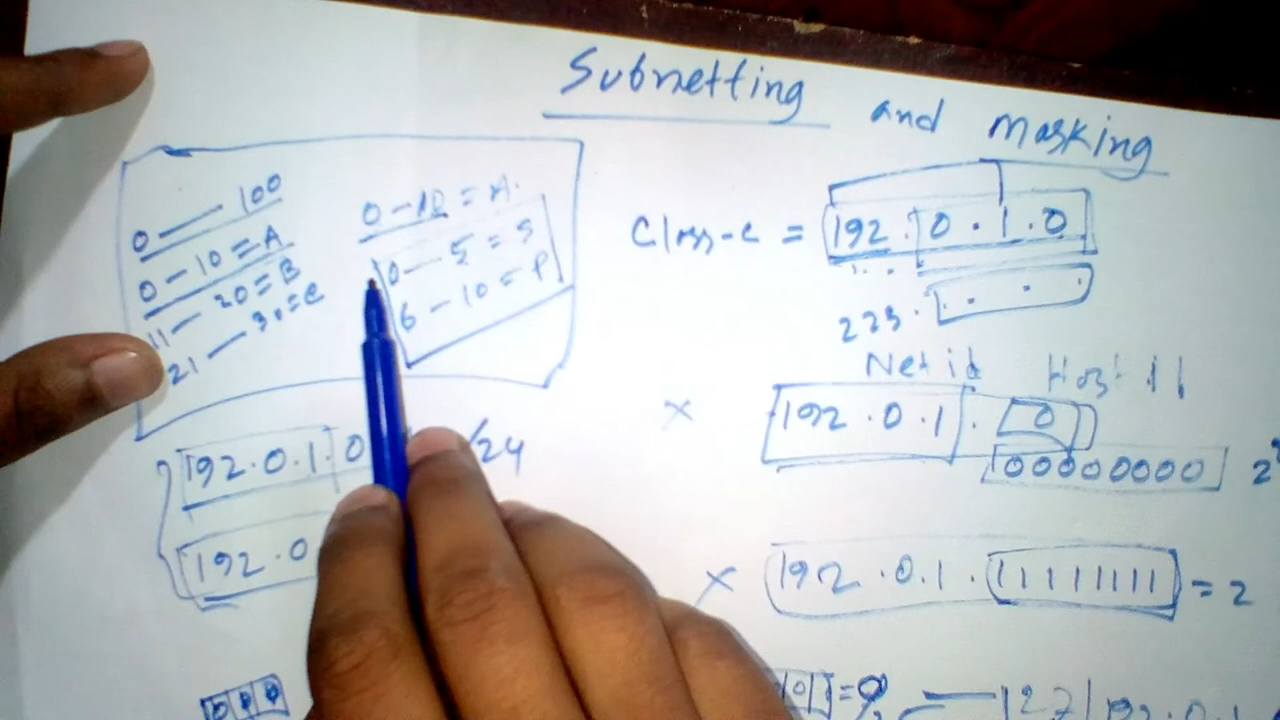 Subnetting and Masking
0 — 100
0 - 10 = A
11 — 20 = B
21 — 30 = C
0 - 10 = A.
0 — 5 = S
6 - 10 = P
Class-C = 192.0.1.0
223. . .
Net id Host id
192.0.1.0
00000000
192.0.1.0 /24
192.0
192.0.1.11111111 = 2